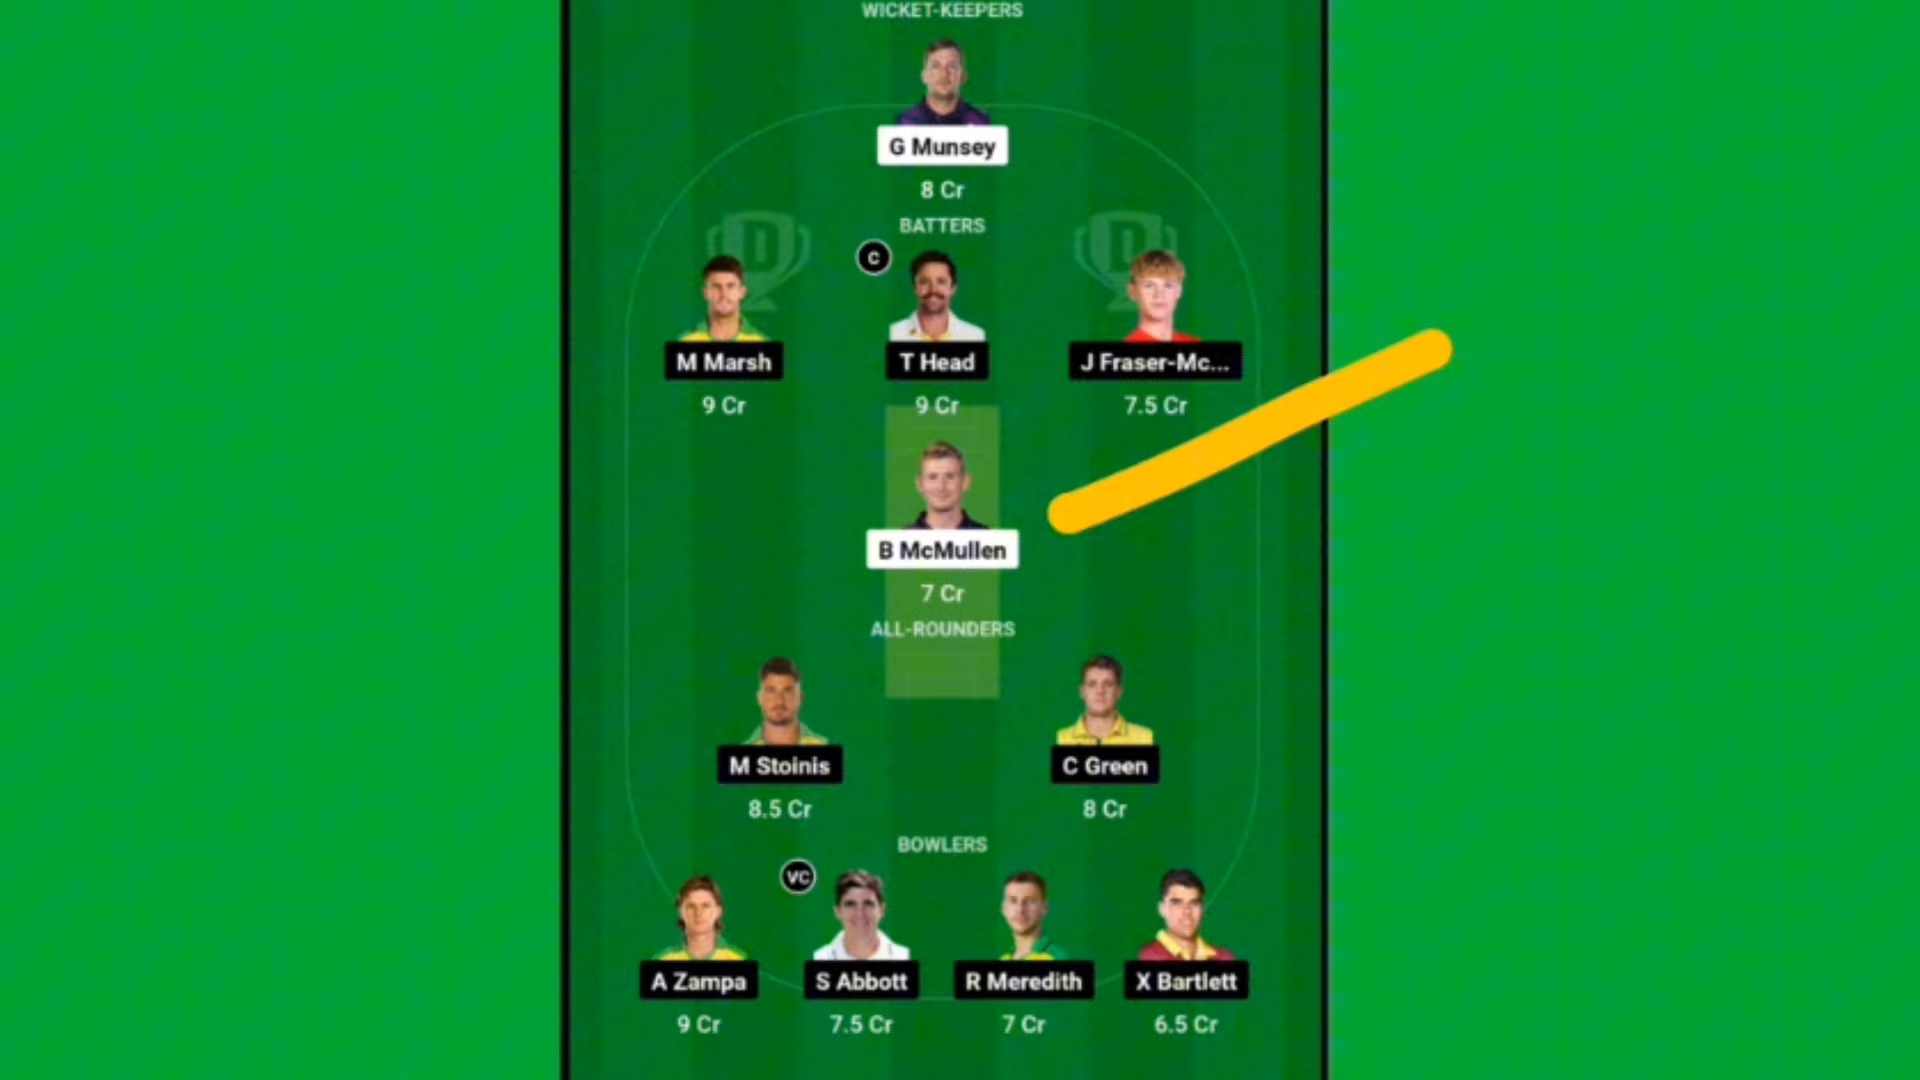 WICKET-KEEPERS
G Munsey
8 Cr
BATTERS
C
M Marsh
T Head
J Fraser-Mc...
9 Cr
9 Cr
7.5 Cr
B McMullen
7 Cr
ALL-ROUNDERS
M Stoinis
C Green
8.5 Cr
8 Cr
BOWLERS
VC
A Zampa
S Abbott
R Meredith
X Bartlett
9 Cr
7.5 Cr
7 Cr
6.5 Cr